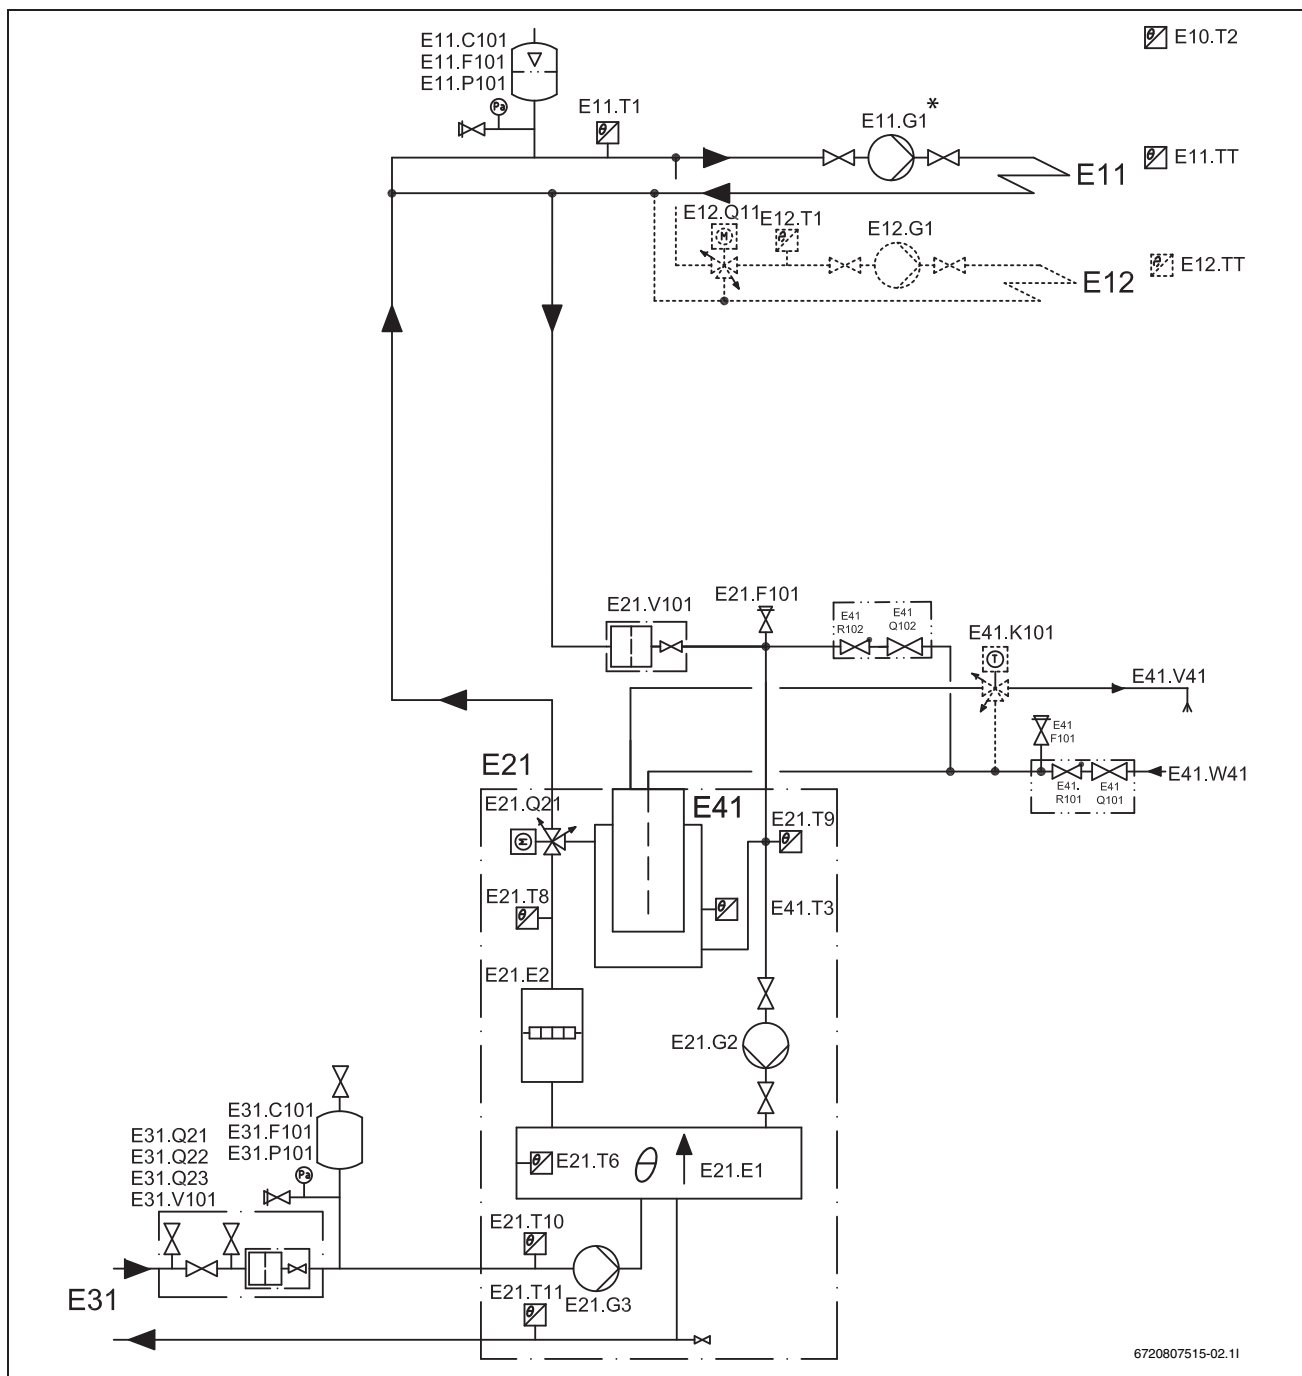 E11.C101
E11.F101
E11.P101
Pa
E11.T1
θ
E11.G1*
θ E10.T2
E11
θ E11.TT
E12.Q11
M
E12.T1
θ
E12.G1
E12
θ E12.TT
E21.V101
E21.F101
E41
R102
E41
Q102
E41.K101
T
E41.V41
E41
F101
E41.W41
E41.
R101
E41
Q101
E21
E21.Q21
M
E41
E21.T9
θ
E21.T8
θ
θ
E41.T3
E21.E2
E21.G2
E31.C101
E31.F101
E31.P101
Pa
E31.Q21
E31.Q22
E31.Q23
E31.V101
θ E21.T6
θ
E21.E1
E21.T10
θ
E21.G3
E31
E21.T11
θ
6720807515-02.1I